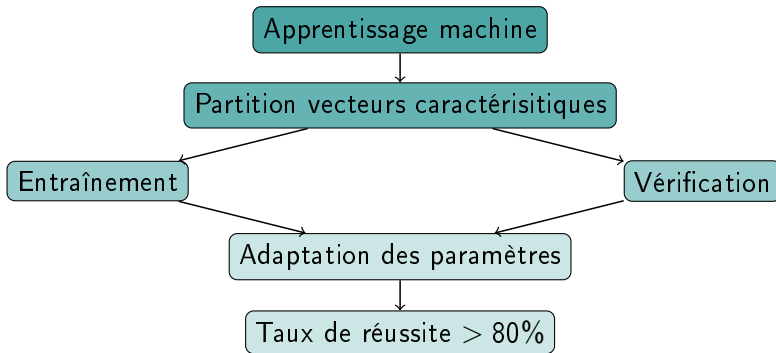 Apprentissage machine
Partition vecteurs caractérisitiques
Entraînement
Vérification
Adaptation des paramètres
Taux de réussite > 80%